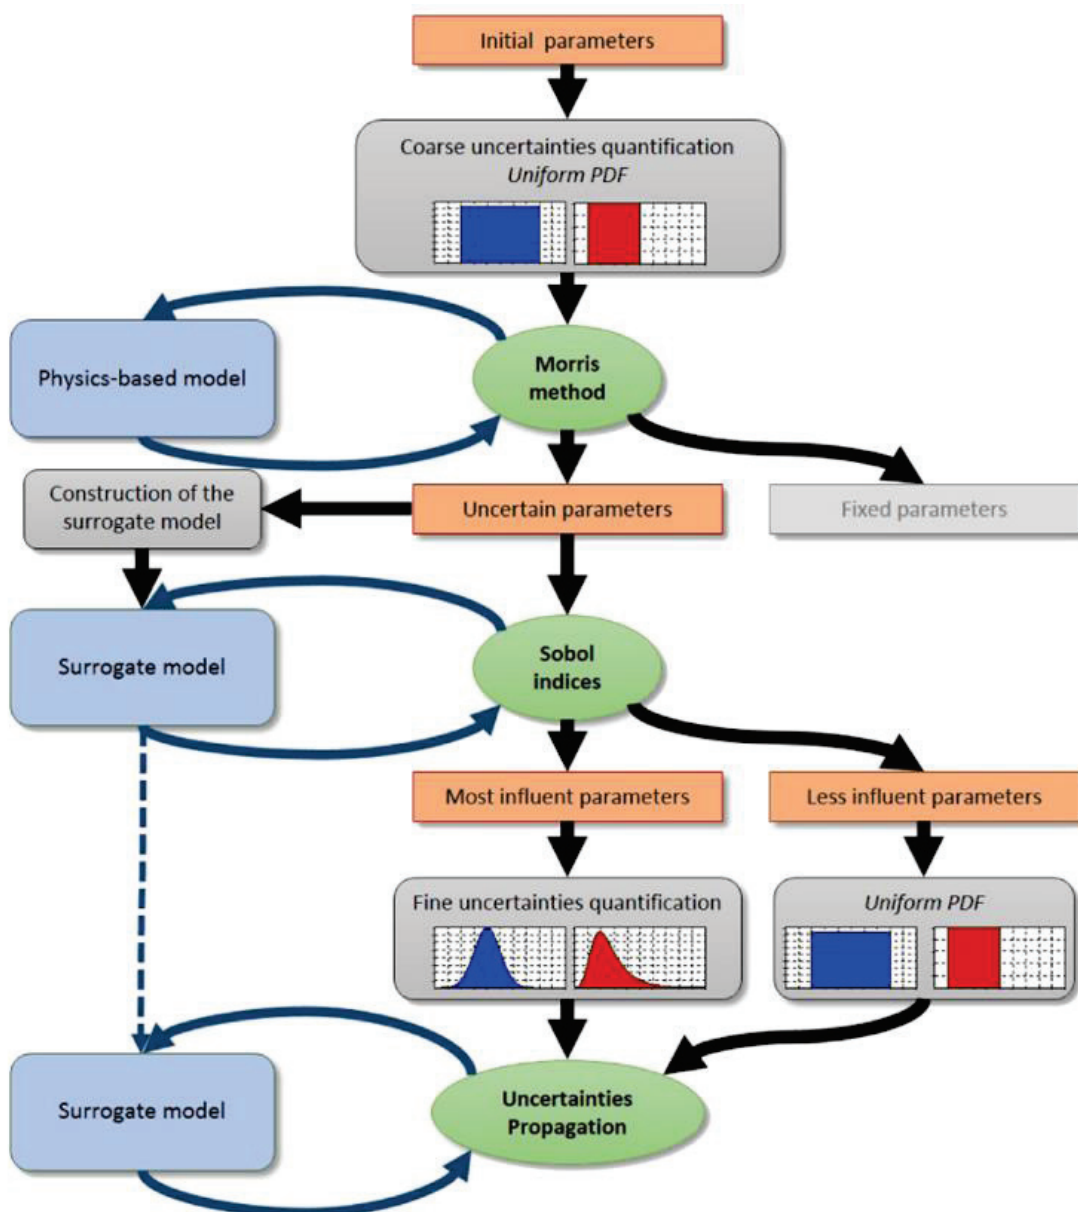 Initial parameters
Coarse uncertainties quantification
Uniform PDF
Physics-based model
Morris
method
Construction of the
surrogate model
Uncertain parameters
Fixed parameters
Surrogate model
Sobol
indices
Most influent parameters
Less influent parameters
Fine uncertainties quantification
Uniform PDF
Surrogate model
Uncertainties
Propagation